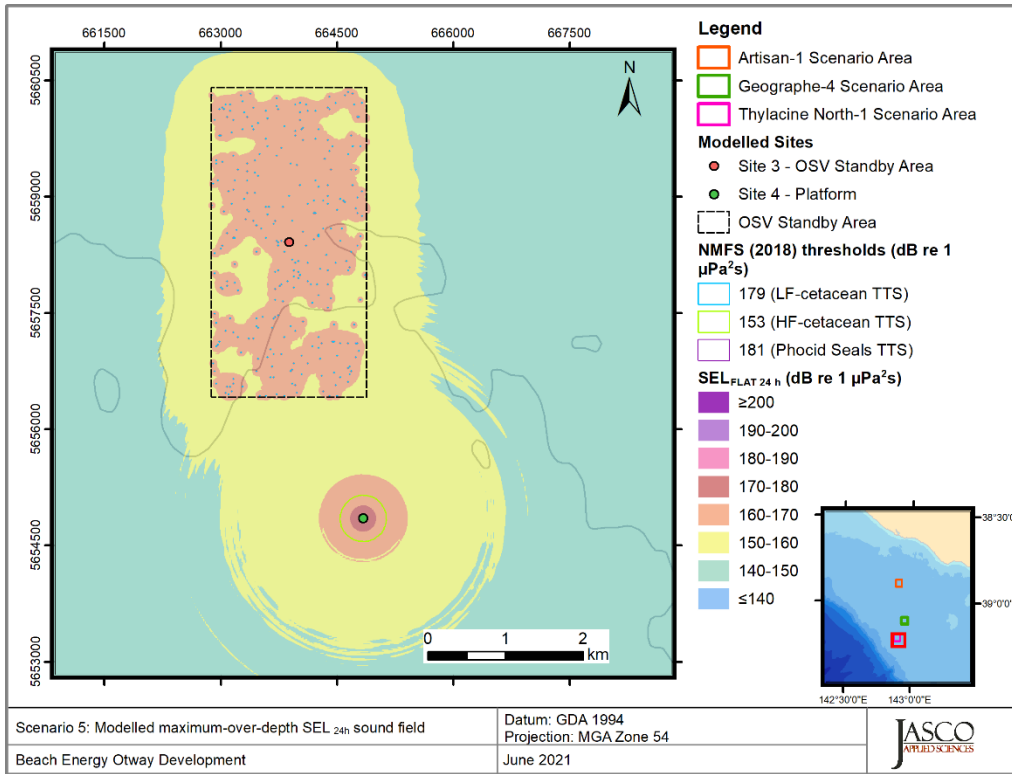 661500 663000 664500 666000 667500
5660500
5659000
5657500
5656000
5654500
5653000
N
0 1 2
km
Legend
Artisan-1 Scenario Area
Geographe-4 Scenario Area
Thylacine North-1 Scenario Area
Modelled Sites
Site 3 - OSV Standby Area
Site 4 - Platform
OSV Standby Area
NMFS (2018) thresholds (dB re 1
µPa²s)
179 (LF-cetacean TTS)
153 (HF-cetacean TTS)
181 (Phocid Seals TTS)
SEL FLAT 24 h (dB re 1 µPa²s)
≥200
190-200
180-190
170-180
160-170
150-160
140-150
≤140
38°30'
39°0'0
142°30'E
143°0'0"E
Scenario 5: Modelled maximum-over-depth SEL 24h sound field
Datum: GDA 1994
Projection: MGA Zone 54
Beach Energy Otway Development
June 2021
JASCO
APPLIED SCIENCES